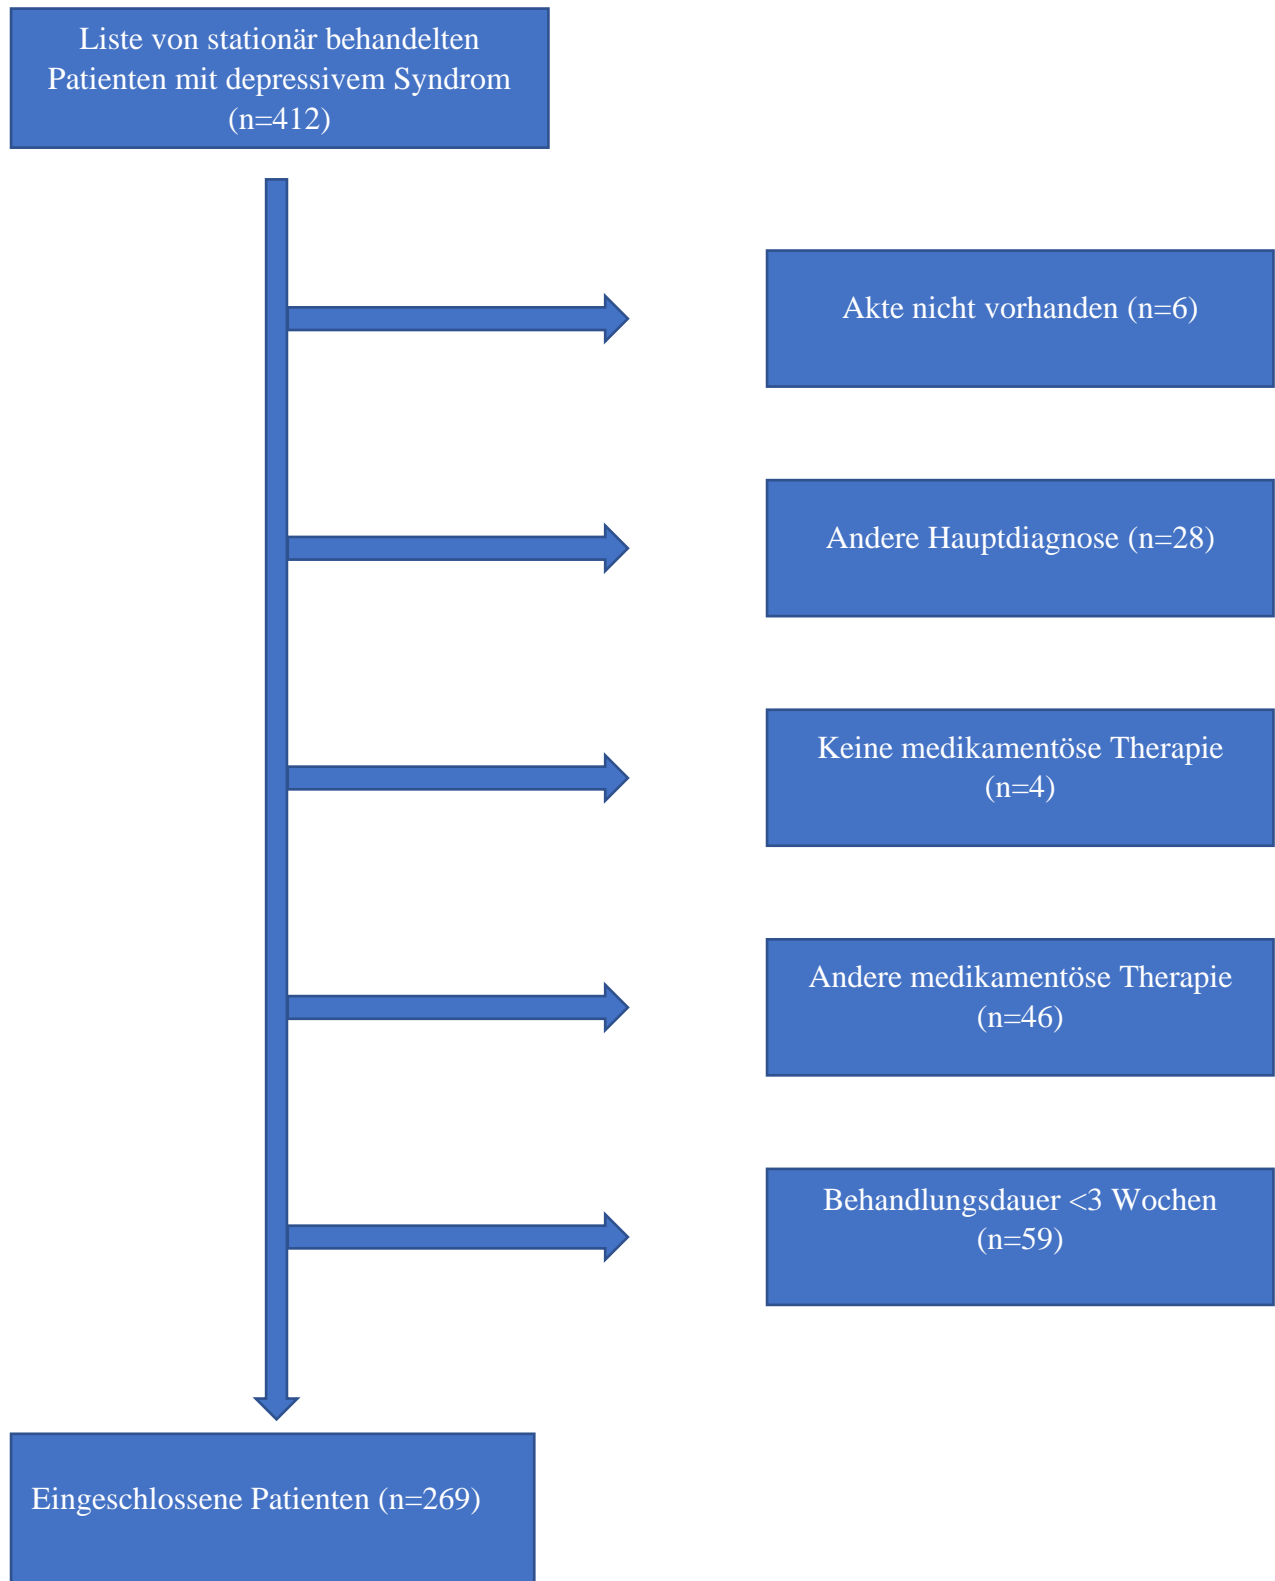 Liste von stationär behandelten
Patienten mit depressivem Syndrom
(n=412)
Akte nicht vorhanden (n=6)
Andere Hauptdiagnose (n=28)
Keine medikamentöse Therapie
(n=4)
Andere medikamentöse Therapie
(n=46)
Behandlungsdauer <3 Wochen
(n=59)
Eingeschlossene Patienten (n=269)